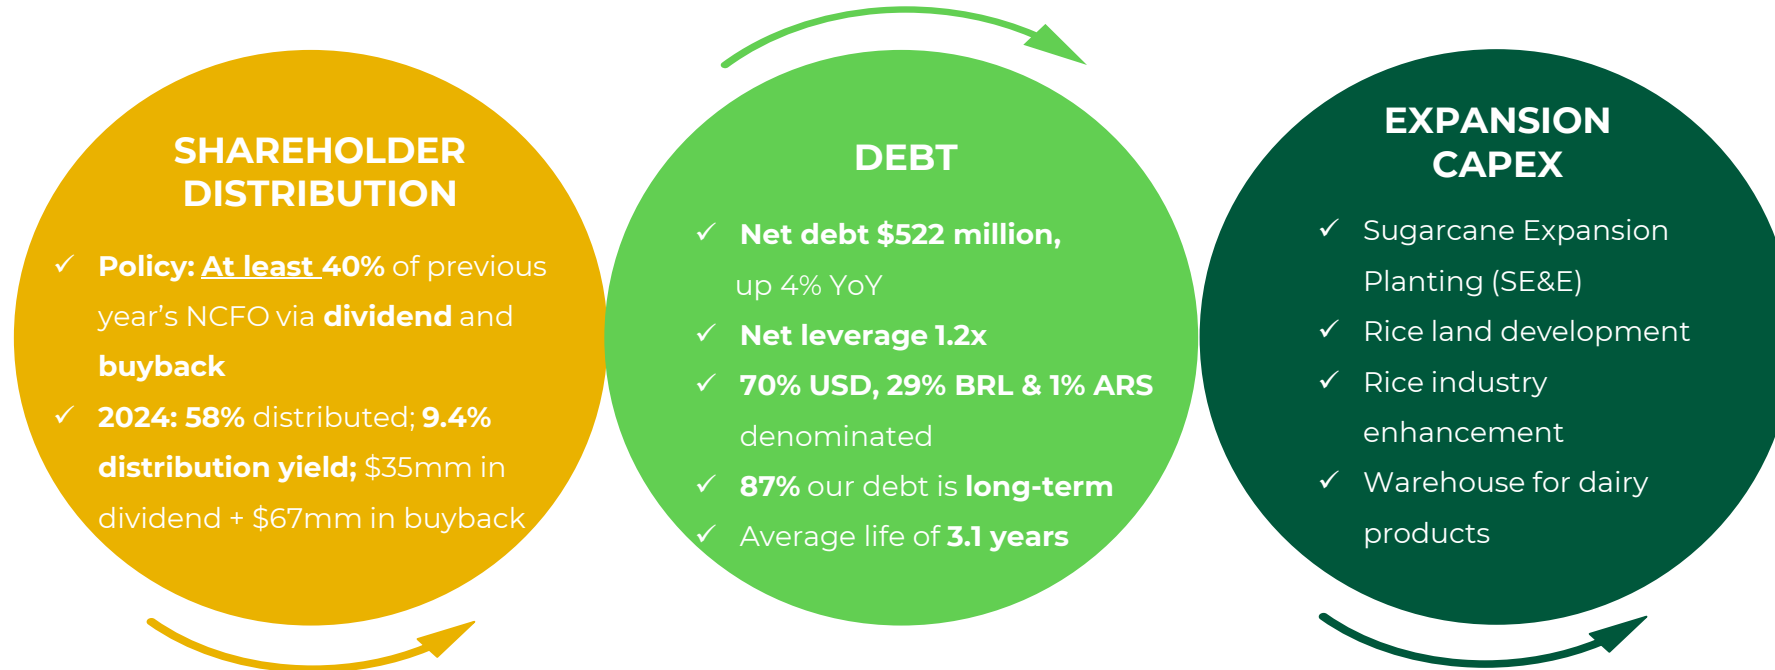 SHAREHOLDER
DISTRIBUTION
✓ Policy: At least 40% of previous
year’s NCFO via dividend and
buyback
✓ 2024: 58% distributed; 9.4%
distribution yield; $35mm in
dividend + $67mm in buyback
DEBT
✓ Net debt $522 million,
up 4% YoY
✓ Net leverage 1.2x
✓ 70% USD, 29% BRL & 1% ARS
denominated
✓ 87% our debt is long-term
✓ Average life of 3.1 years
EXPANSION
CAPEX
✓ Sugarcane Expansion
Planting (SE&E)
✓ Rice land development
✓ Rice industry
enhancement
✓ Warehouse for dairy
products